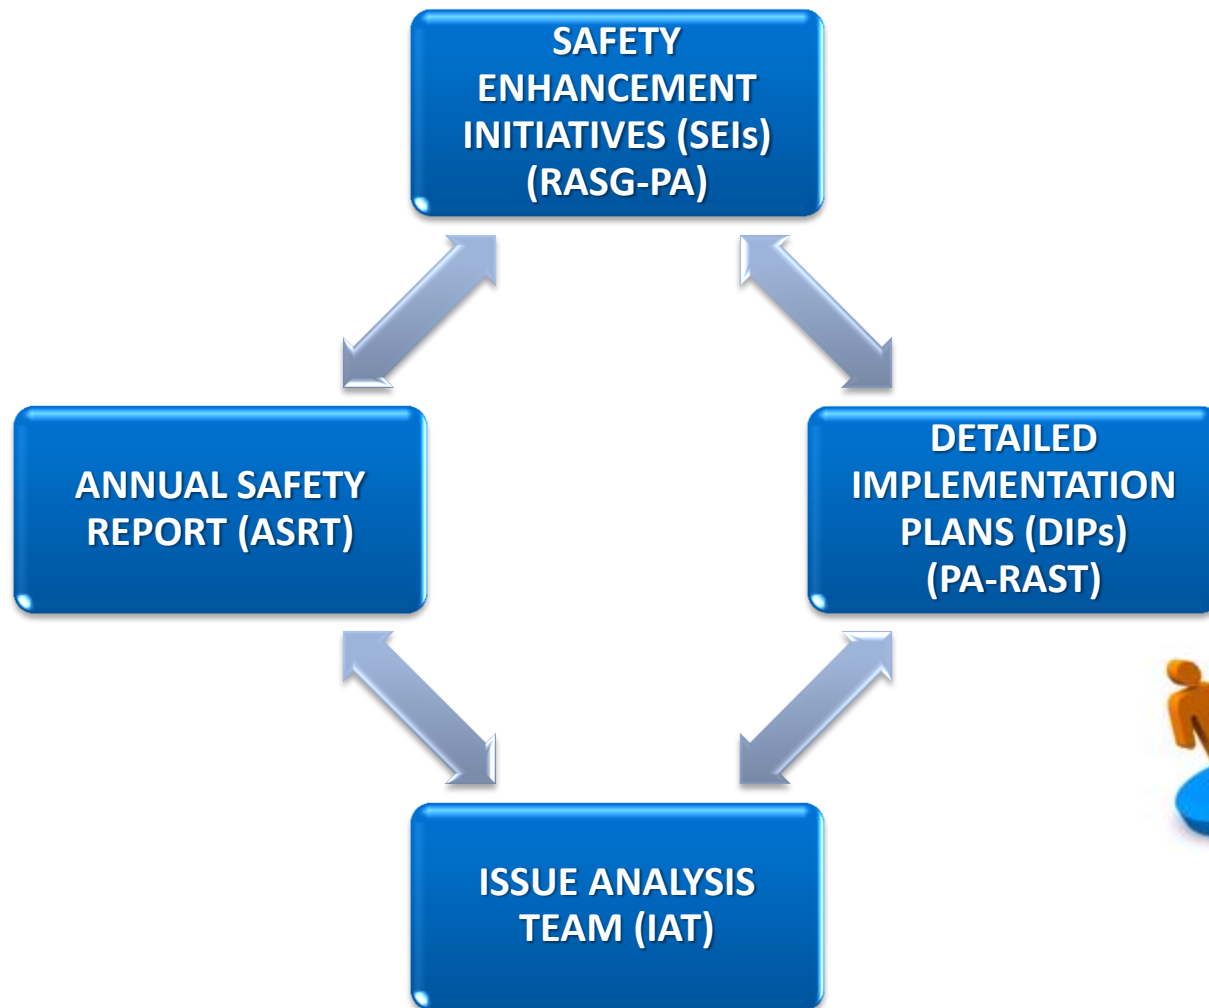 SAFETY
ENHANCEMENT
INITIATIVES (SEIs)
(RASG-PA)
ANNUAL SAFETY
REPORT (ASRT)
DETAILED
IMPLEMENTATION
PLANS (DIPs)
(PA-RAST)
ISSUE ANALYSIS
TEAM (IAT)